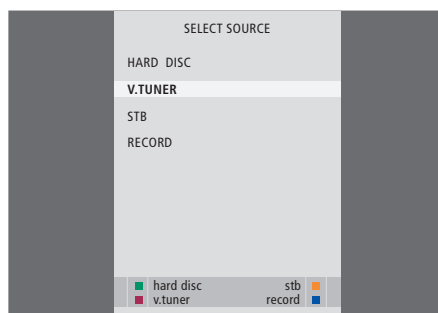 SELECT SOURCE
HARD DISC
V.TUNER
STB
RECORD
hard disc stb
v.tuner record